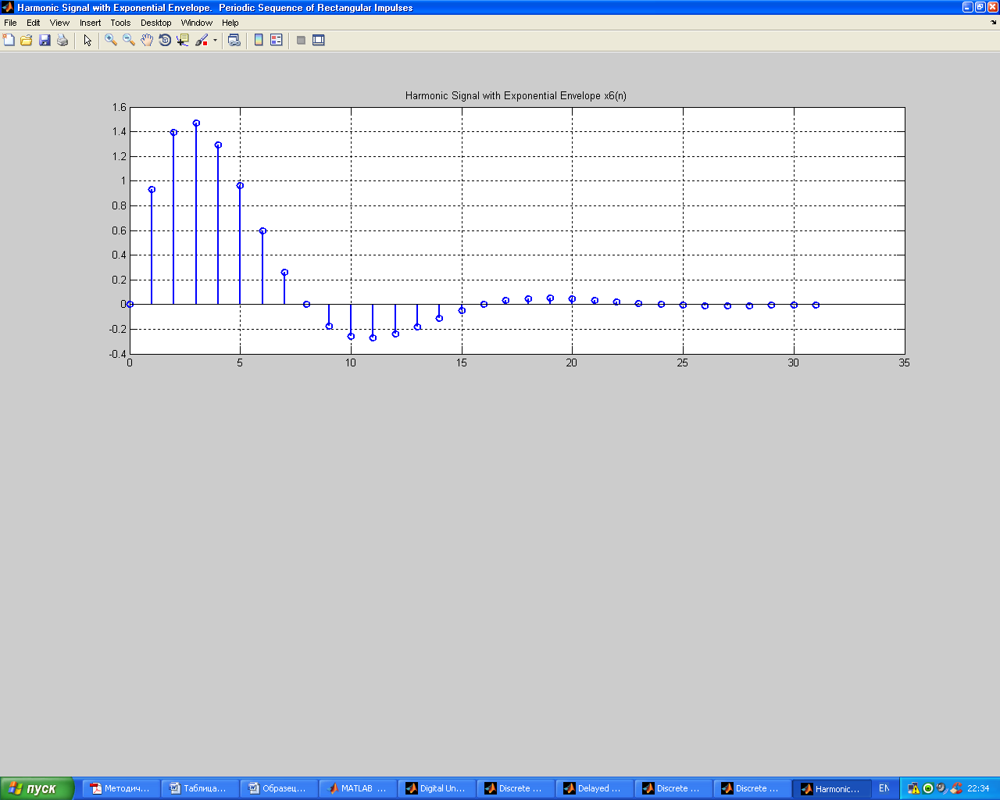 Harmonic Signal with Exponential Envelope. Periodic Sequence of Rectangular Impulses
File Edit View Insert Tools Desktop Window Help
Harmonic Signal with Exponential Envelope x6(n)
1.6
1.4
1.2
1
0.8
0.6
0.4
0.2
0
-0.2
-0.4
0 5 10 15 20 25 30 35
пуск Методич... Таблица... Образец... MATLAB ... Digital Un... Discrete ... Delayed ... Discrete ... Discrete ... Harmonic... EN 22:34